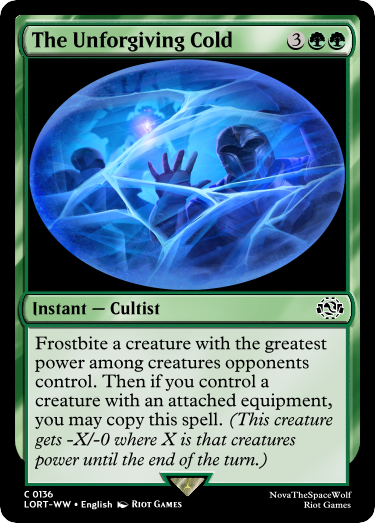 The Unforgiving Cold 3
Instant — Cultist
Frostbite a creature with the greatest
power among creatures opponents
control. Then if you control a
creature with an attached equipment,
you may copy this spell. (This creature
gets -X/-0 where X is that creatures
power until the end of the turn.)
C 0136
LORT-WW • English Riot Games
NovaTheSpaceWolf
Riot Games